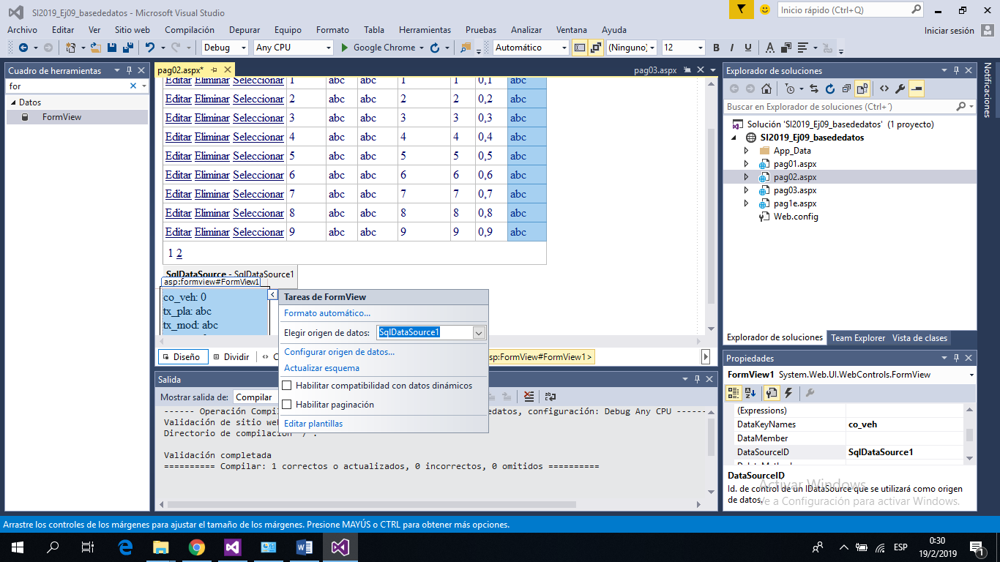 SI2019_Ej09_basededatos - Microsoft Visual Studio
Inicio rápido (Ctrl+Q)
Archivo Editar Ver Sitio web Compilación Depurar Equipo Formato Tabla Herramientas Pruebas Analizar Ventana Ayuda
Iniciar sesión
Debug Any CPU Google Chrome Automático (Ninguno) 12 B I U A
Cuadro de herramientas
for
Datos
FormView
pag02.aspx*
pag03.aspx
Editar Eliminar Seleccionar 1 abc abc 1 1 0,1 abc
Editar Eliminar Seleccionar 2 abc abc 2 2 0,2 abc
Editar Eliminar Seleccionar 3 abc abc 3 3 0,3 abc
Editar Eliminar Seleccionar 4 abc abc 4 4 0,4 abc
Editar Eliminar Seleccionar 5 abc abc 5 5 0,5 abc
Editar Eliminar Seleccionar 6 abc abc 6 6 0,6 abc
Editar Eliminar Seleccionar 7 abc abc 7 7 0,7 abc
Editar Eliminar Seleccionar 8 abc abc 8 8 0,8 abc
Editar Eliminar Seleccionar 9 abc abc 9 9 0,9 abc
1 2
SqlDataSource - SqlDataSource1
asp:formview#FormView1
co_veh: 0
tx_pla: abc
tx_mod: abc
Tareas de FormView
Formato automático...
Elegir origen de datos: SqlDataSource1
Configurar origen de datos...
Actualizar esquema
Habilitar compatibilidad con datos dinámicos
Habilitar paginación
Editar plantillas
Diseño Dividir
sp:FormView#FormView1>
Salida
Mostrar salida de: Compilar
------ Operación Compi
edatos, configuración: Debug Any CPU ------
Validación de sitio web
Directorio de compilación '/'.
Validación completada
========== Compilar: 1 correctos o actualizados, 0 incorrectos, 0 omitidos ==========
Explorador de soluciones
Buscar en Explorador de soluciones (Ctrl+´)
Solución 'SI2019_Ej09_basededatos' (1 proyecto)
SI2019_Ej09_basededatos
App_Data
pag01.aspx
pag02.aspx
pag03.aspx
pag1e.aspx
Web.config
Explorador de soluciones Team Explorer Vista de clases
Notificaciones
Propiedades
FormView1 System.Web.UI.WebControls.FormView
(Expressions)
DataKeyNames co_veh
DataMember
DataSourceID SqlDataSource1
DataSourceID
Id. de control de un IDataSource que se utilizará como origen
de datos.
Activar Windows
Ve a Configuración para activar Windows.
Arrastre los controles de los márgenes para ajustar el tamaño de los márgenes. Presione MAYÚS o CTRL para obtener más opciones.
ESP
0:30
19/2/2019
1